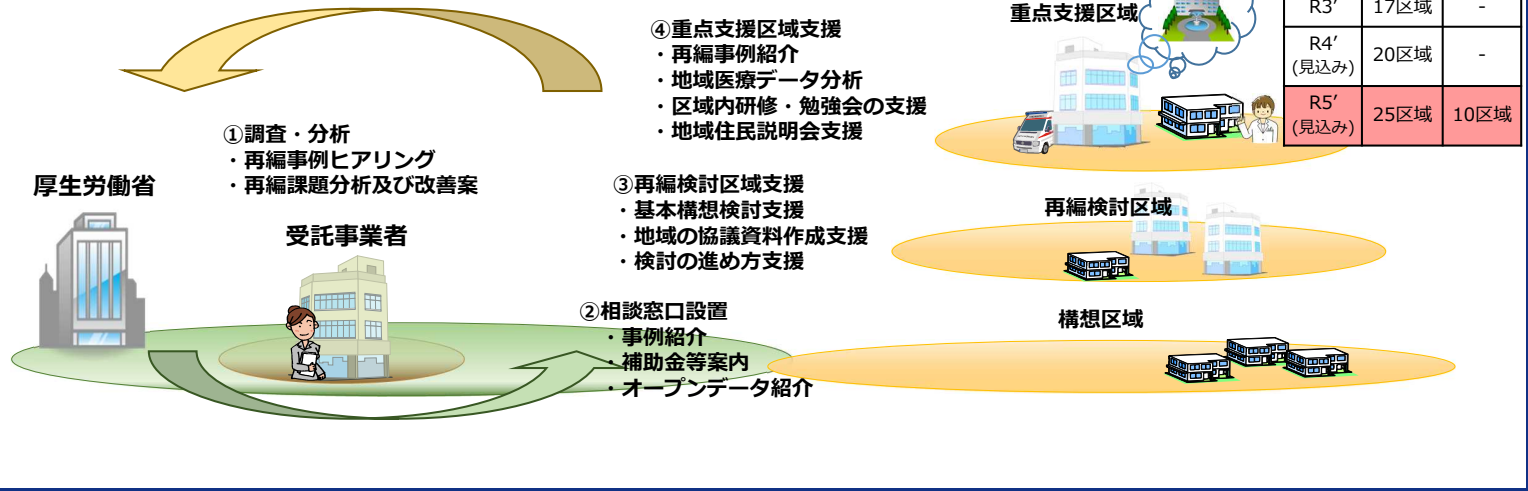 ④重点支援区域支援
・再編事例紹介
・地域医療データ分析
・区域内研修・勉強会の支援
・地域住民説明会支援
重点支援区域
R3′ 17区域 -
R4′
(見込み) 20区域 -
R5′
(見込み) 25区域 10区域
①調査・分析
・再編事例ヒアリング
・再編課題分析及び改善案
厚生労働省
受託事業者
③再編検討区域支援
・基本構想検討支援
・地域の協議資料作成支援
・検討の進め方支援
再編検討区域
②相談窓口設置
・事例紹介
・補助金等案内
・オープンデータ紹介
構想区域